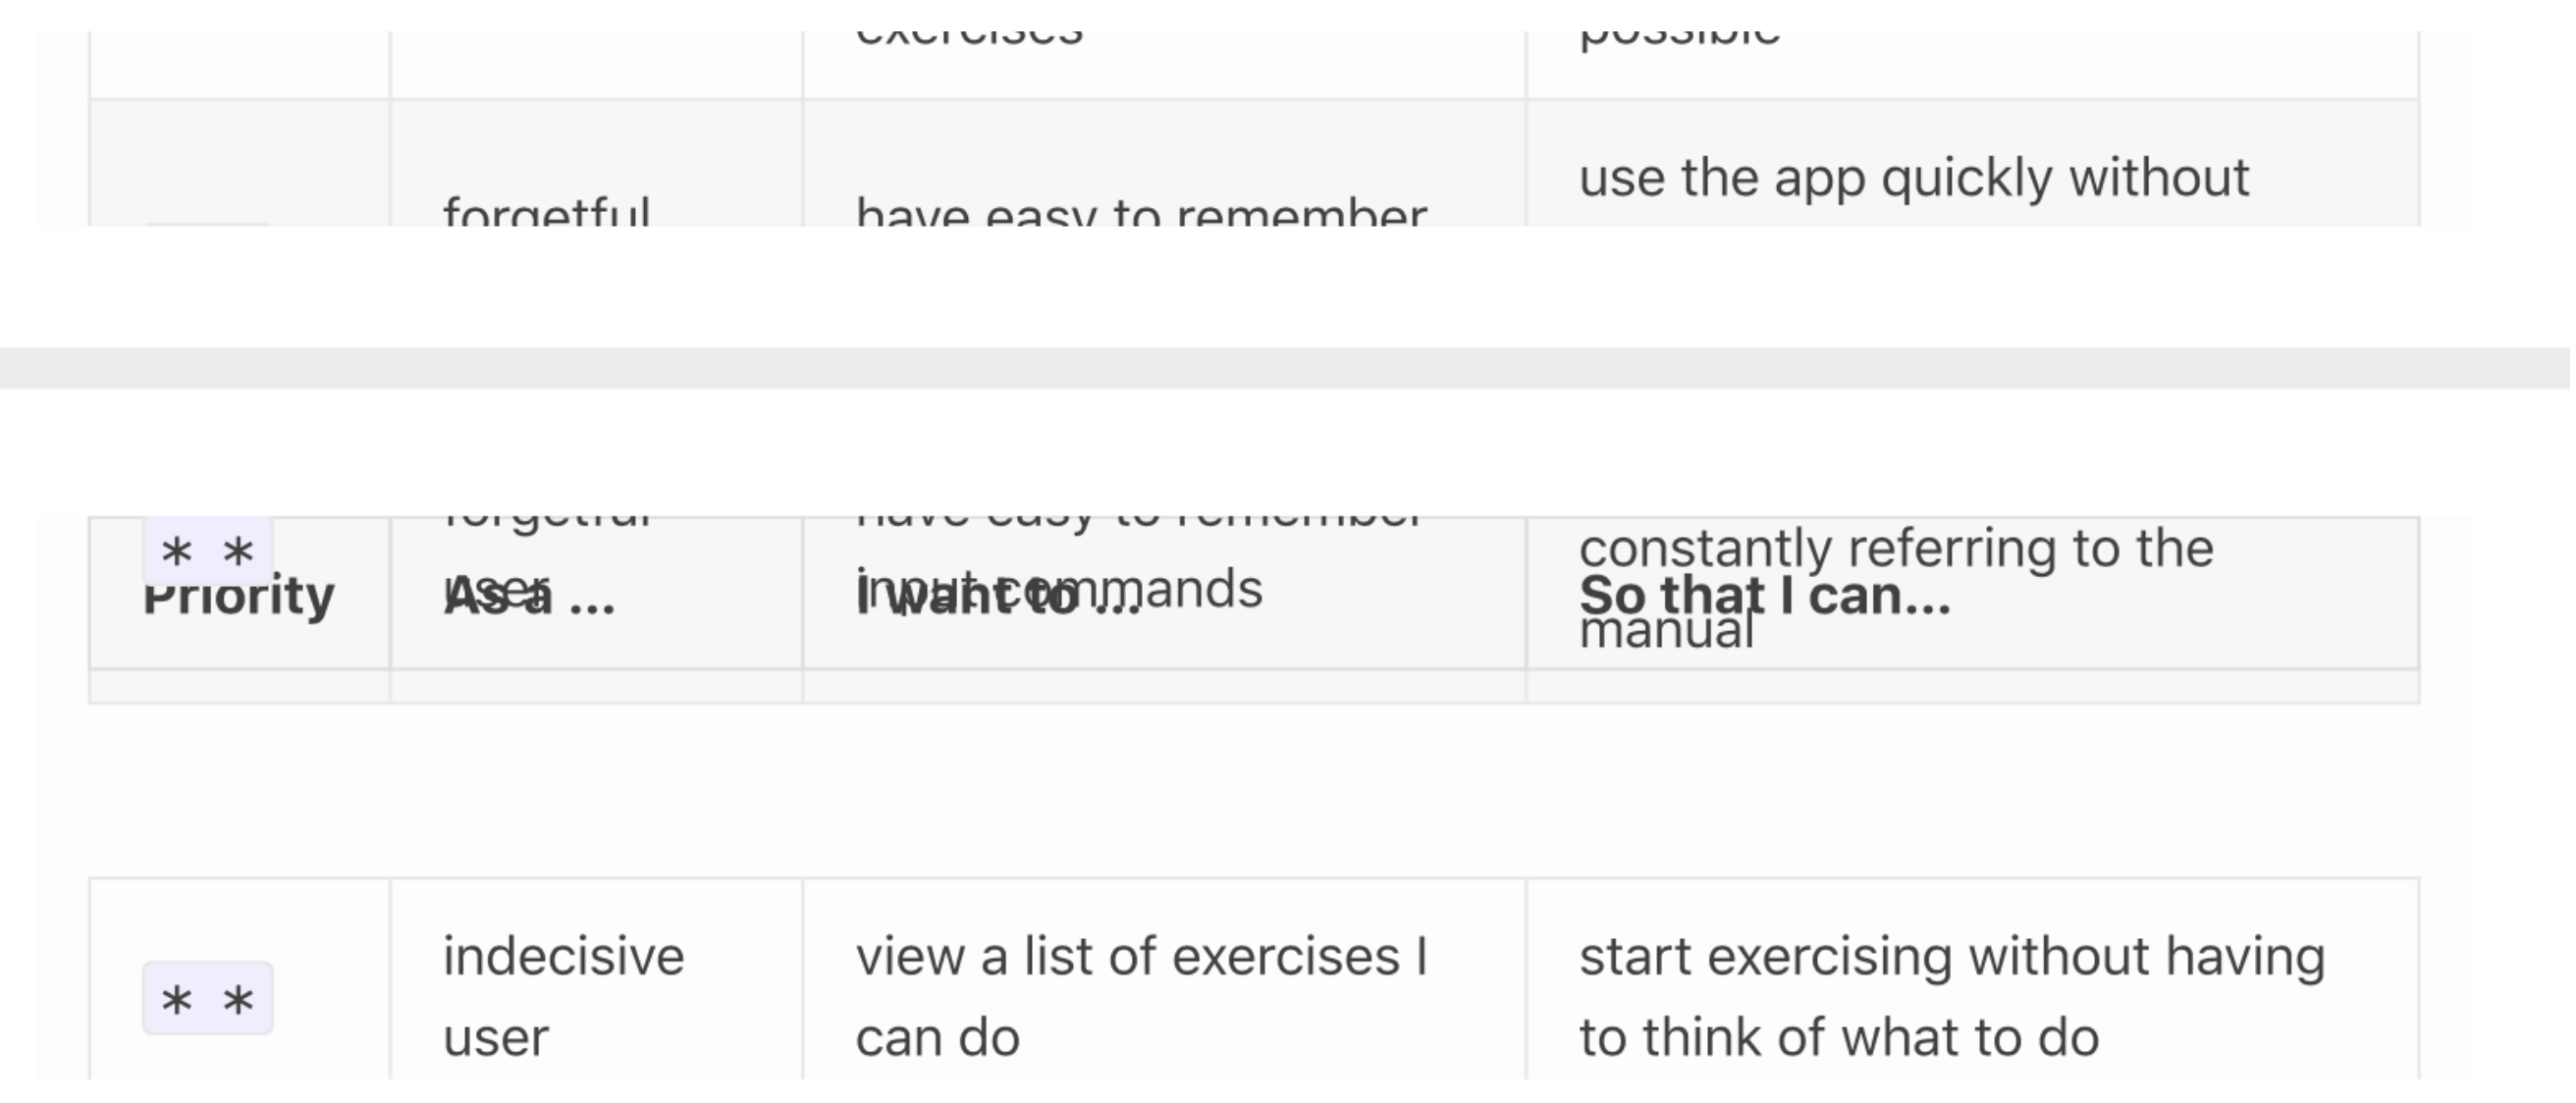 exercises
possible
use the app quickly without
forgetful
have easy to remember
forgetful
have easy to remember
* *
constantly referring to the
user
input commands
Priority
As a ...
I want to ...
So that I can...
manual
indecisive
view a list of exercises I
start exercising without having
* *
user
can do
to think of what to do